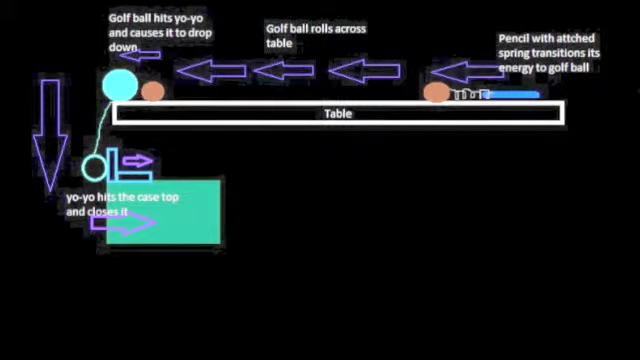 Golf ball hits yo-yo
and causes it to drop
down
Golf ball rolls across
table
Pencil with attched
spring transitions its
energy to golf ball
Table
yo-yo hits the case top
and closes it